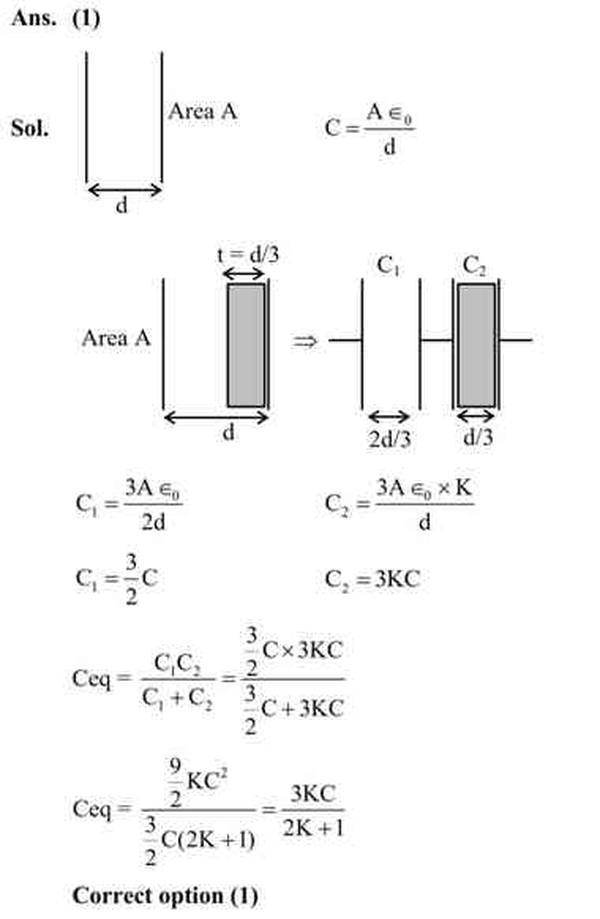 Ans. (1)
Sol.
Area A
C = A∈₀ / d
d
t = d/3
C₁ C₂
Area A ⇒
d
2d/3 d/3
C₁ = 3A ∈₀ / 2d C₂ = 3A ∈₀ × K / d
C₁ = 3/2 C C₂ = 3KC
Ceq = C₁C₂ / C₁ + C₂ = 3/2 C × 3KC / 3/2 C + 3KC
Ceq = 9/2 KC² / 3/2 C(2K + 1) = 3KC / 2K + 1
Correct option (1)